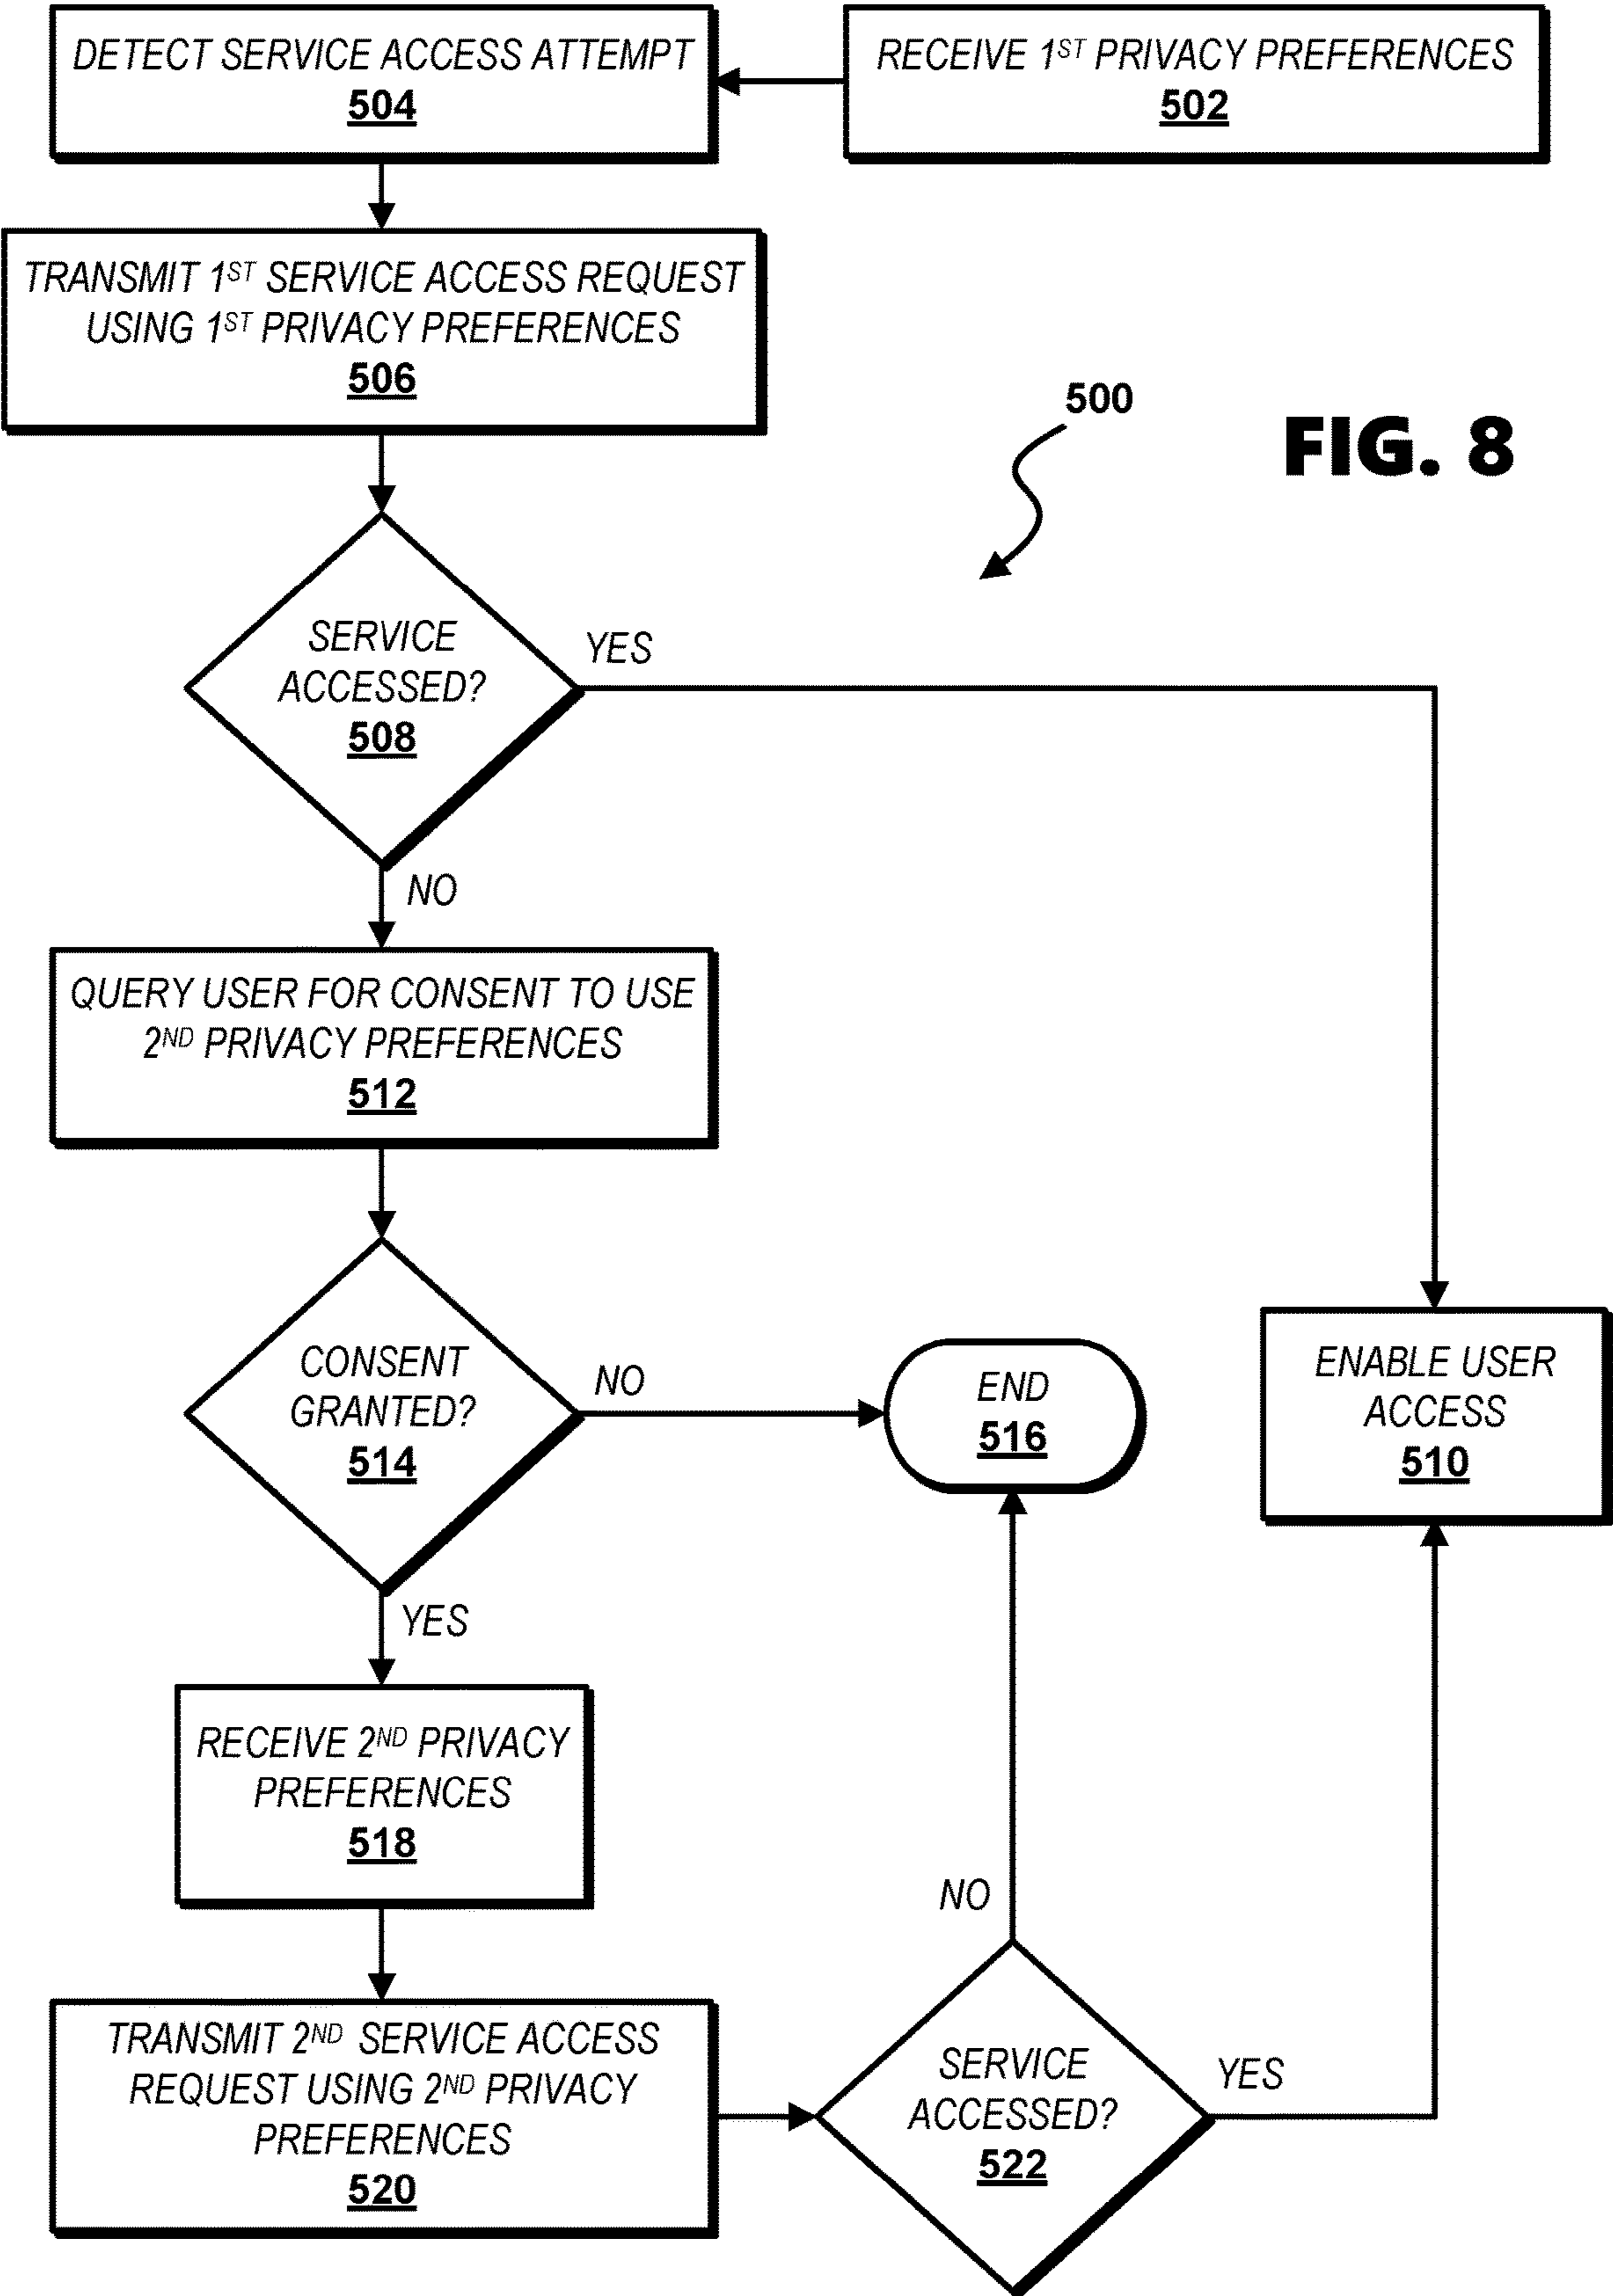 DETECT SERVICE ACCESS ATTEMPT
504
RECEIVE 1ST PRIVACY PREFERENCES
502
TRANSMIT 1ST SERVICE ACCESS REQUEST
USING 1ST PRIVACY PREFERENCES
506
500
FIG. 8
SERVICE
ACCESSED?
508
YES
NO
QUERY USER FOR CONSENT TO USE
2ND PRIVACY PREFERENCES
512
CONSENT
GRANTED?
514
NO
END
516
ENABLE USER
ACCESS
510
YES
RECEIVE 2ND PRIVACY
PREFERENCES
518
NO
TRANSMIT 2ND SERVICE ACCESS
REQUEST USING 2ND PRIVACY
PREFERENCES
520
SERVICE
ACCESSED?
522
YES